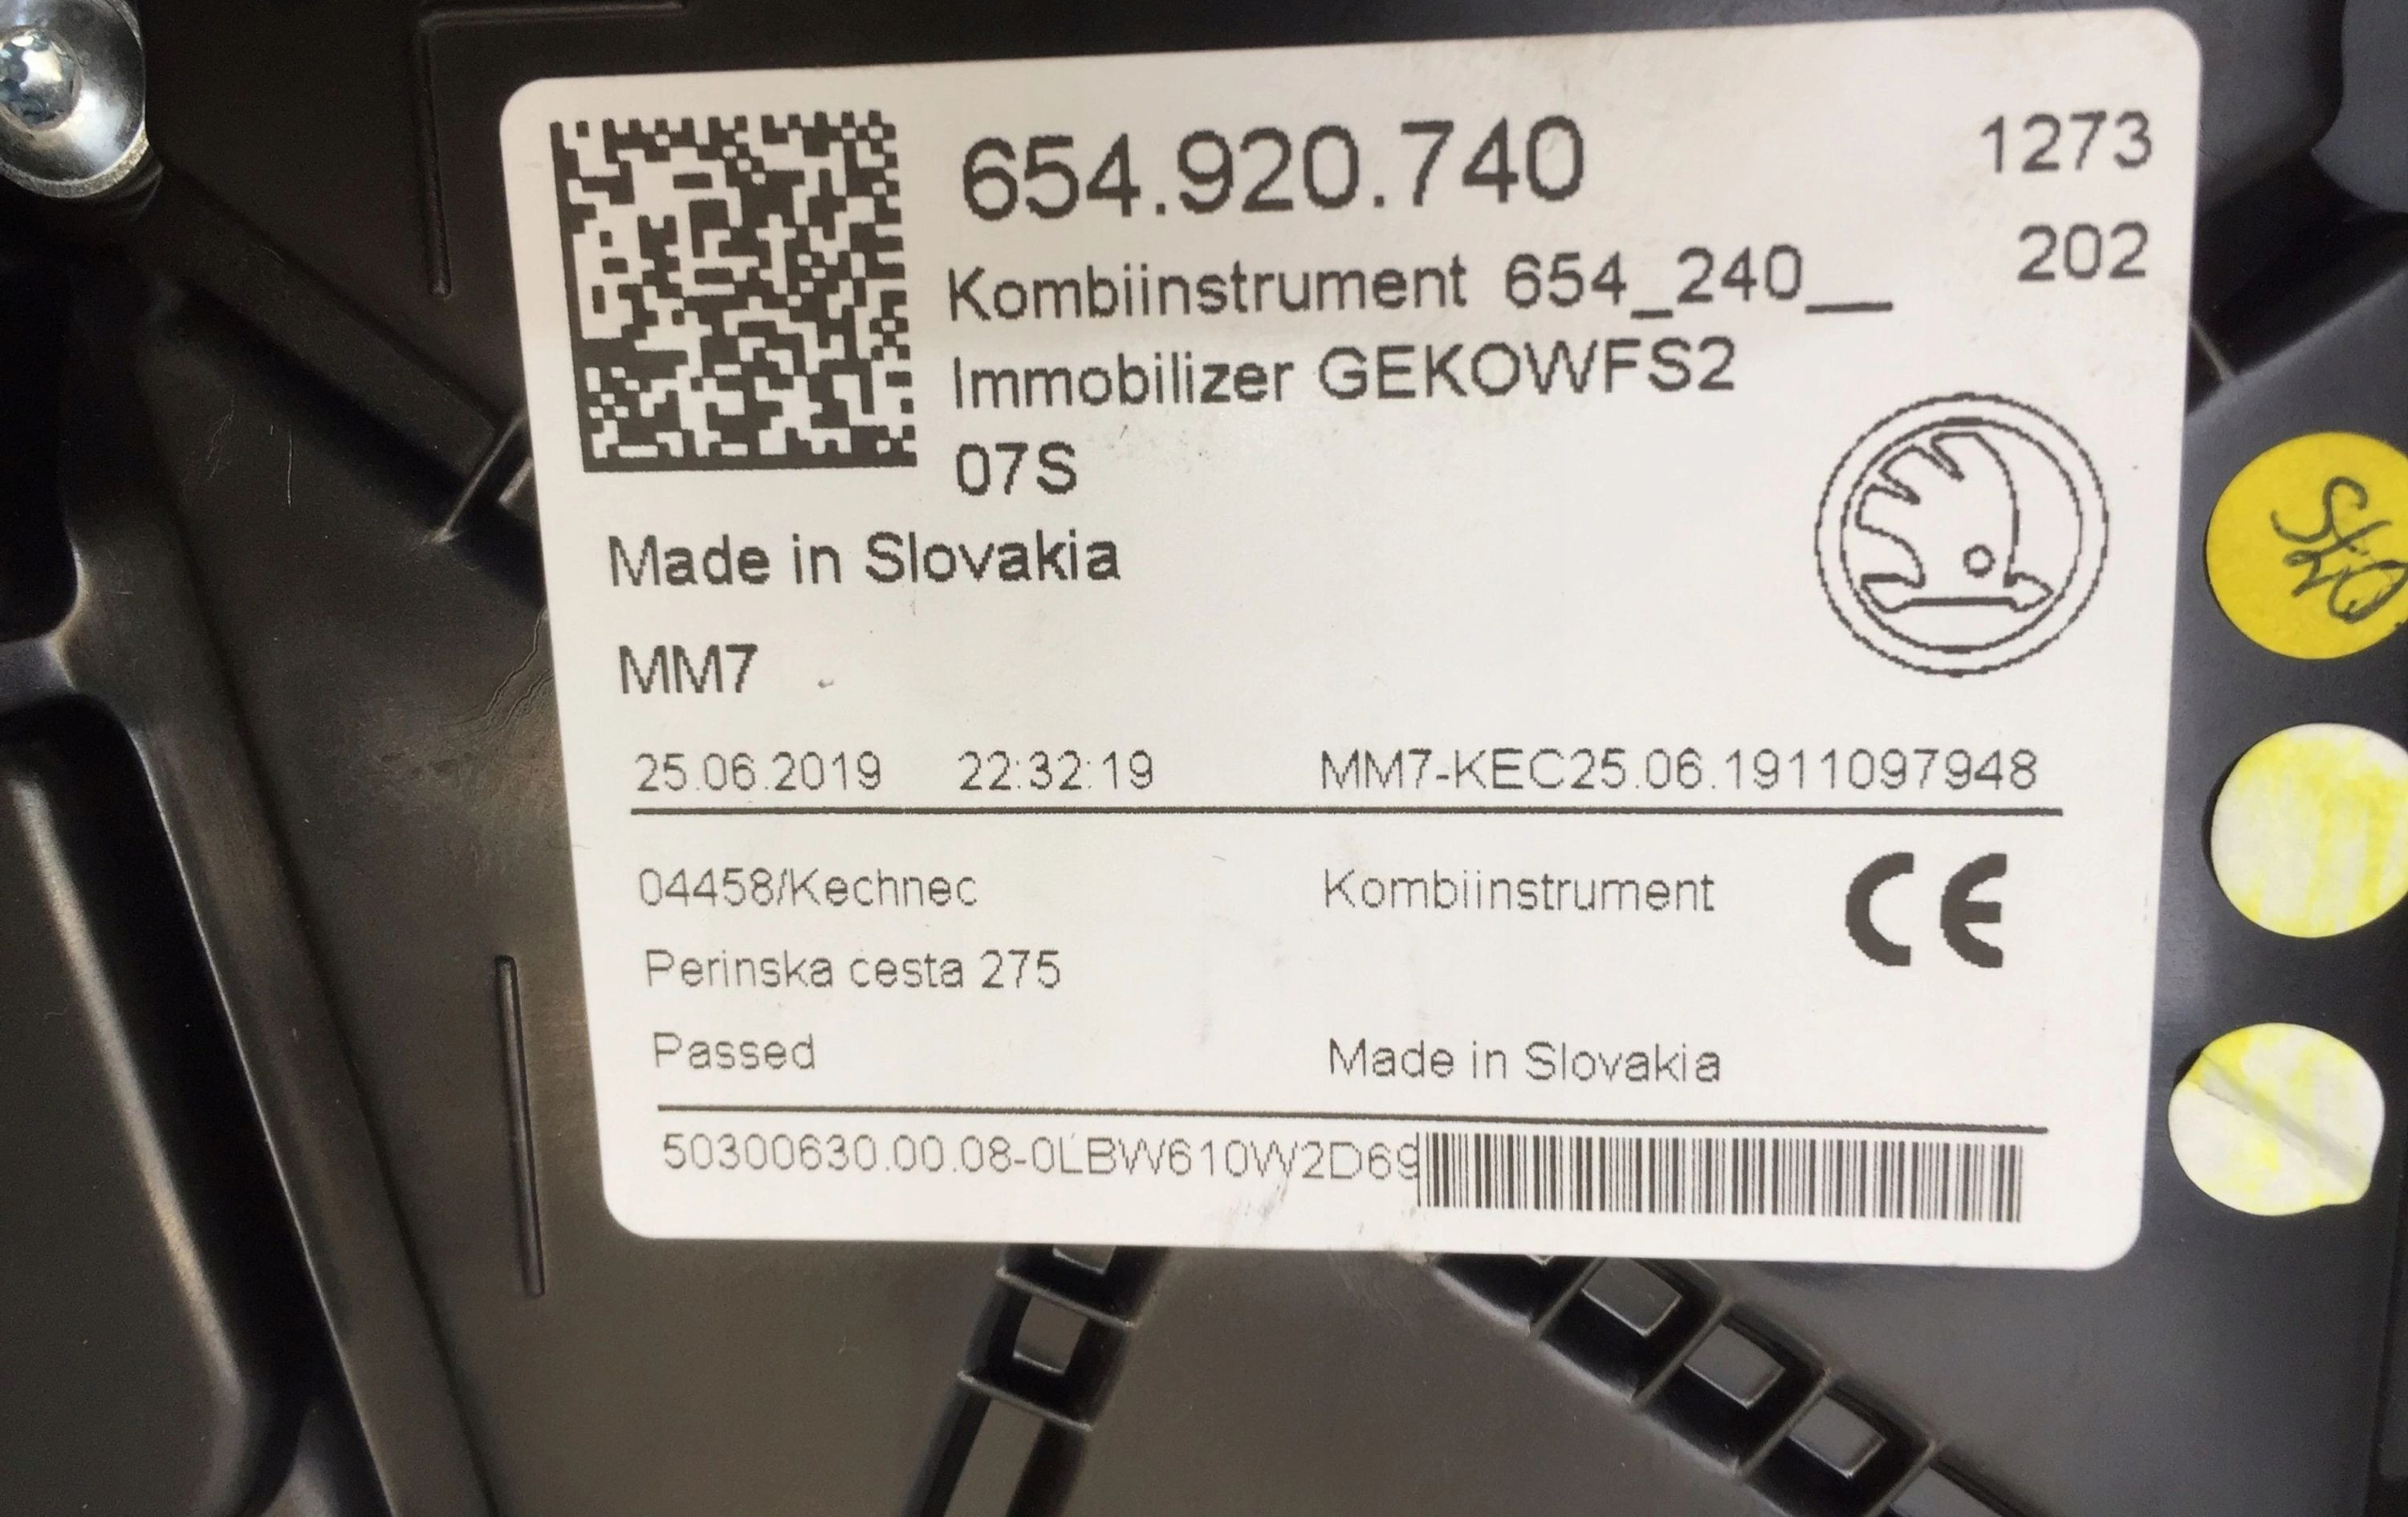 654.920.740 1273
Kombiinstrument 654_240__ 202
Immobilizer GEKOWFS2
07S
Made in Slovakia
MM7
25.06.2019 22:32:19 MM7-KEC25.06.1911097948
04458/Kechnec Kombiinstrument CE
Perinska cesta 275
Passed Made in Slovakia
50300630.00.08-0LBW610W2D69